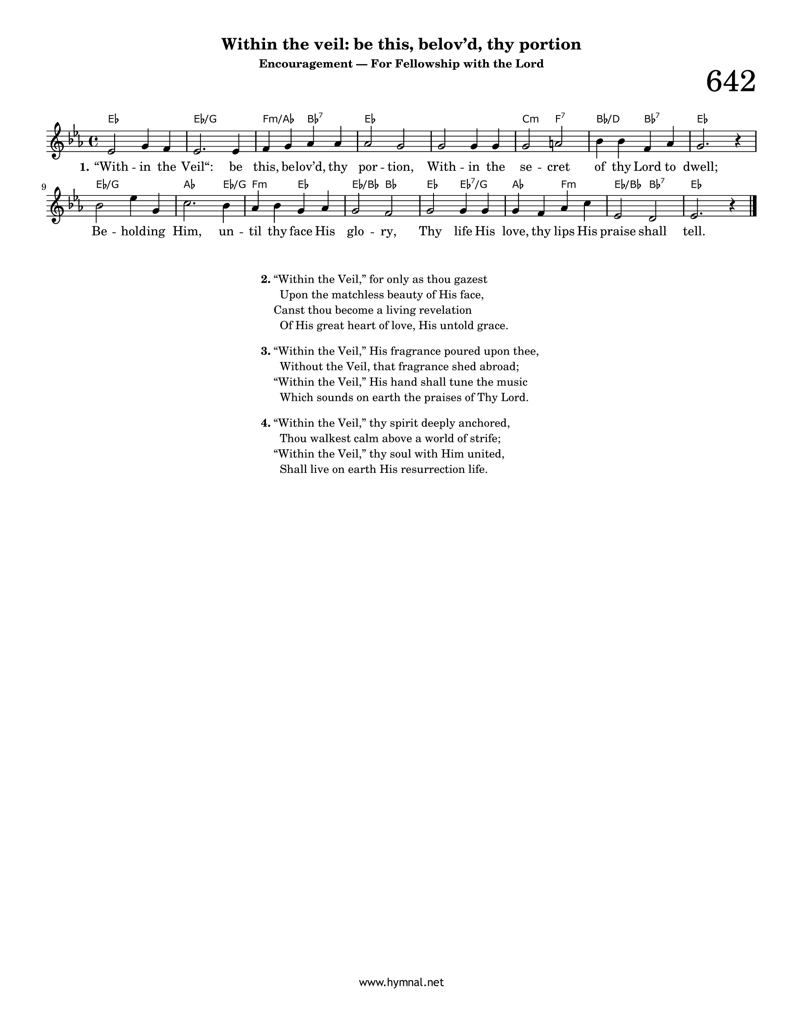 Within the veil: be this, belov’d, thy portion
Encouragement — For Fellowship with the Lord
642
E♭ E♭/G Fm/A♭ B♭7 E♭ Cm F7 B♭/D B♭7 E♭
1. “With - in the Veil“: be this, belov’d, thy por - tion, With - in the se - cret of thy Lord to dwell;
9
E♭/G A♭ E♭/G Fm E♭ E♭/B♭ B♭ E♭ E♭7/G A♭ Fm E♭/B♭ B♭7 E♭
Be - holding Him, un - til thy face His glo - ry, Thy life His love, thy lips His praise shall tell.
2. “Within the Veil,” for only as thou gazest
Upon the matchless beauty of His face,
Canst thou become a living revelation
Of His great heart of love, His untold grace.
3. “Within the Veil,” His fragrance poured upon thee,
Without the Veil, that fragrance shed abroad;
“Within the Veil,” His hand shall tune the music
Which sounds on earth the praises of Thy Lord.
4. “Within the Veil,” thy spirit deeply anchored,
Thou walkest calm above a world of strife;
“Within the Veil,” thy soul with Him united,
Shall live on earth His resurrection life.
www.hymnal.net